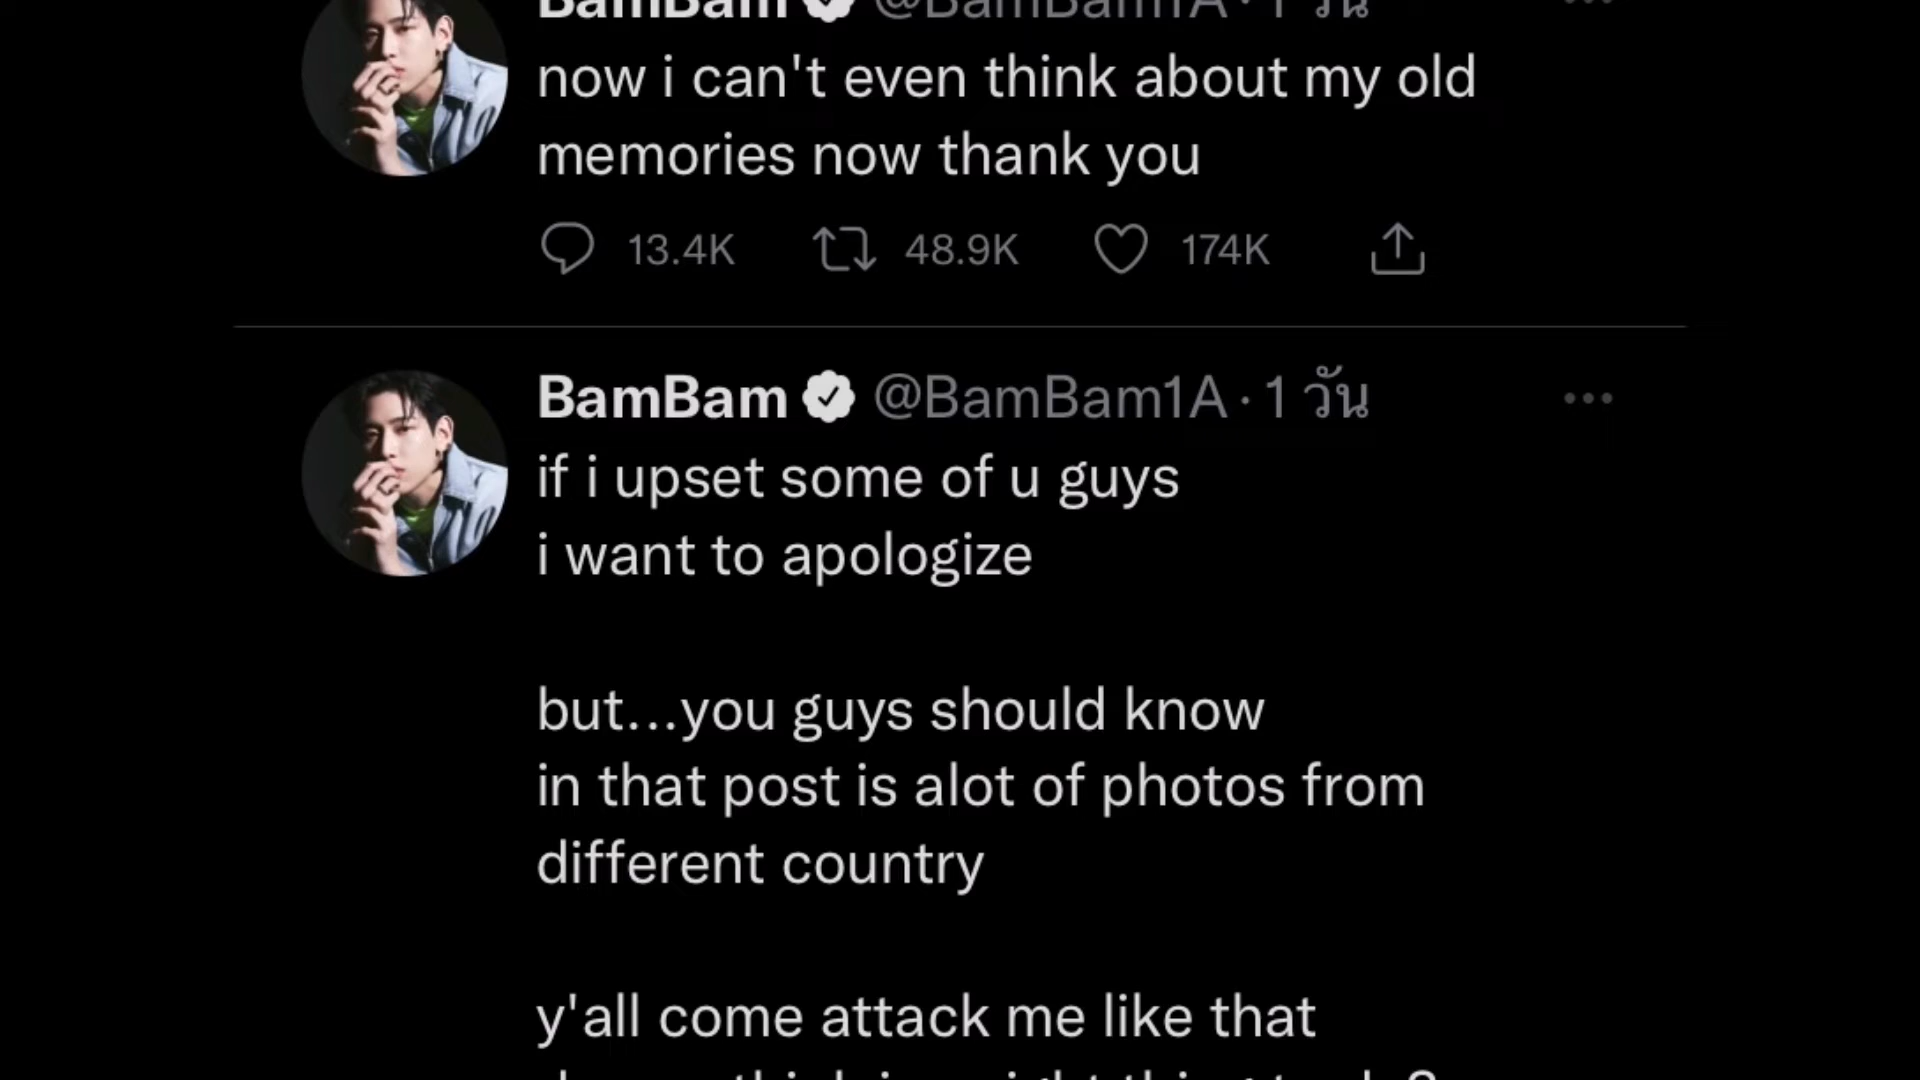 BamBam @BamBam1A · 1 วัน
now i can't even think about my old
memories now thank you
13.4K 48.9K 174K
BamBam @BamBam1A · 1 วัน
if i upset some of u guys
i want to apologize
but...you guys should know
in that post is alot of photos from
different country
y'all come attack me like that